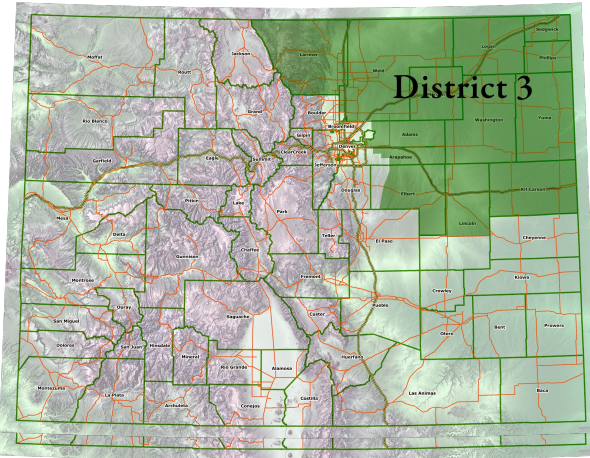 Sedgwick
Logan
Moffat
Jackson
Larimer
Phillips
Routt
Weld
District 3
Grand
Boulder
Washington
Yuma
Rio Blanco
Broomfield
Gilpin
Adams
Denver
ClearCreek
Garfield
Eagle
Summit
Arapahoe
Jefferson
Douglas
Elbert
Kit Carson
Pitkin
Lake
Park
Mesa
Lincoln
Delta
Teller
El Paso
Cheyenne
Chaffee
Gunnison
Montrose
Fremont
Kiowa
Crowley
Ouray
Pueblo
Custer
Saguache
San Miguel
Bent
Prowers
Otero
Dolores
San Juan
Hinsdale
Mineral
Huerfano
Rio Grande
Alamosa
Montezuma
La Plata
Las Animas
Baca
Costilla
Archuleta
Conejos